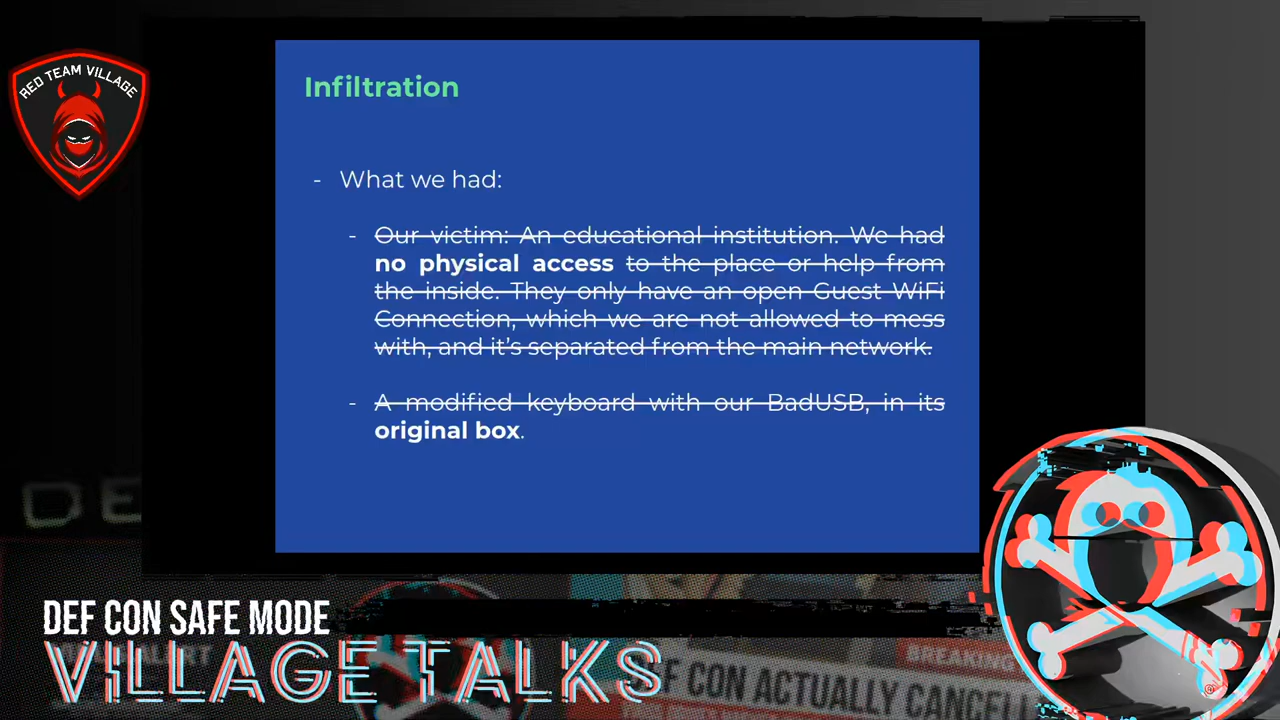 RED TEAM VILLAGE
Infiltration
- What we had:
- Our victim: An educational institution. We had
no physical access to the place or help from
the inside. They only have an open Guest WiFi
Connection, which we are not allowed to mess
with, and it's separated from the main network.
- A modified keyboard with our BadUSB, in its
original box.
DE
DEF CON SAFE MODE
VILLAGE TALKS
BREAKING
DEF CON ACTUALLY CANCELL